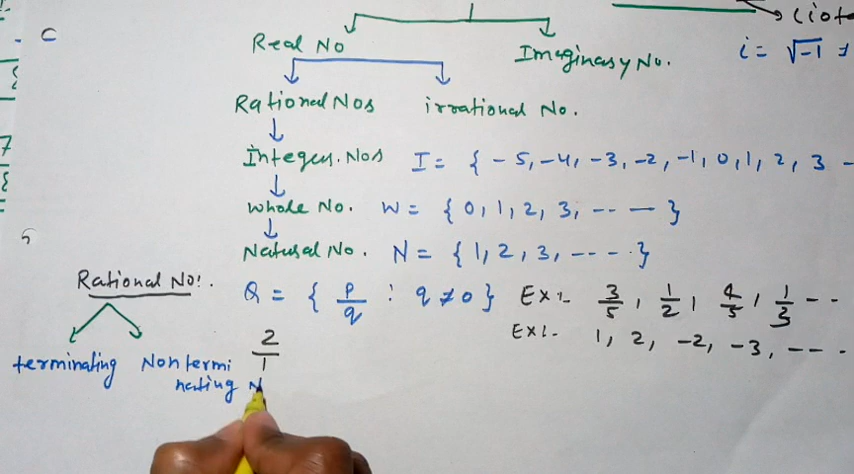 C
(iota
Real No
Imaginary No.
i = √-1
Rational Nos
irrational No.
Integer. Nos I = { - 5, -4, -3, -2, -1, 0, 1, 2, 3 -
7
Whole No. W = { 0, 1, 2, 3, -- — }
Natural No. N = { 1, 2, 3, ---- }
Rational No:.
Q = { p/q : q ≠ 0 } Ex:- 3/5, 1/2, 4/5, 1/3 --
Ex:- 1, 2, -2, -3, ---
2/1
terminating
Non termi
nating N